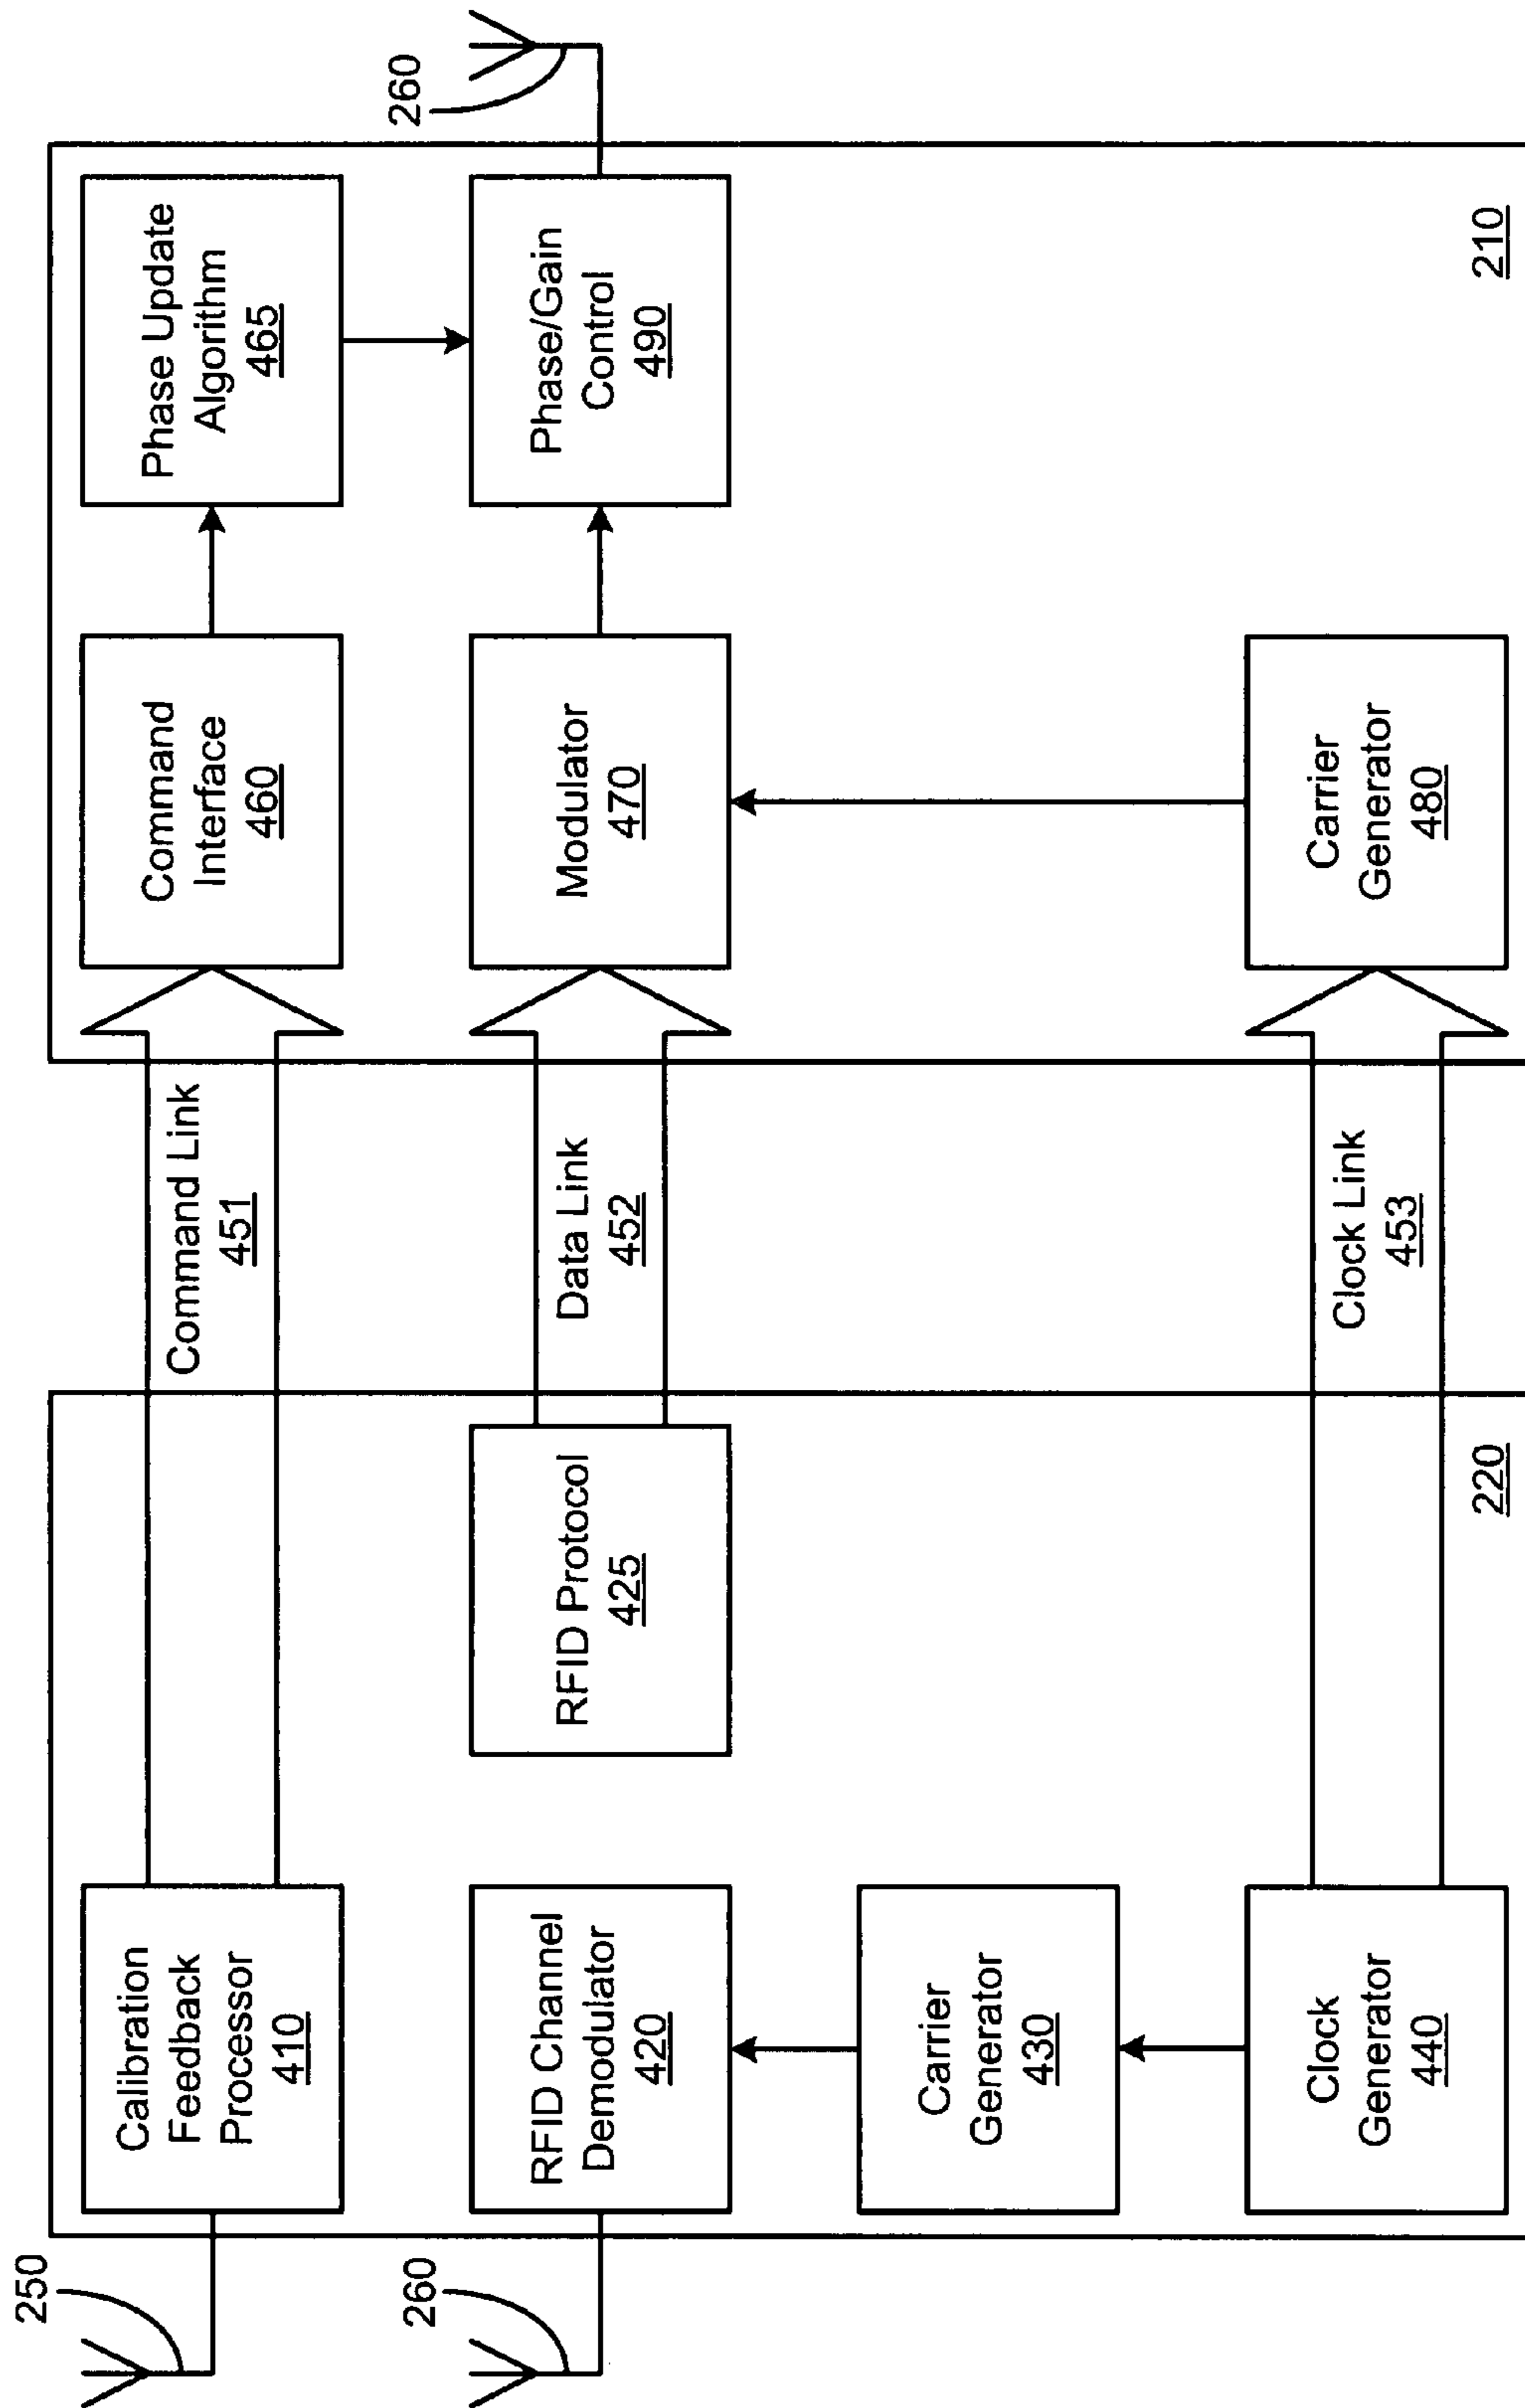 250
Calibration
Feedback
Processor
410
Command Link
451
Command
Interface
460
Phase Update
Algorithm
465
260
260
RFID Channel
Demodulator
420
RFID Protocol
425
Data Link
452
Modulator
470
Phase/Gain
Control
490
Carrier
Generator
430
Clock
Generator
440
Clock Link
453
Carrier
Generator
480
220
210